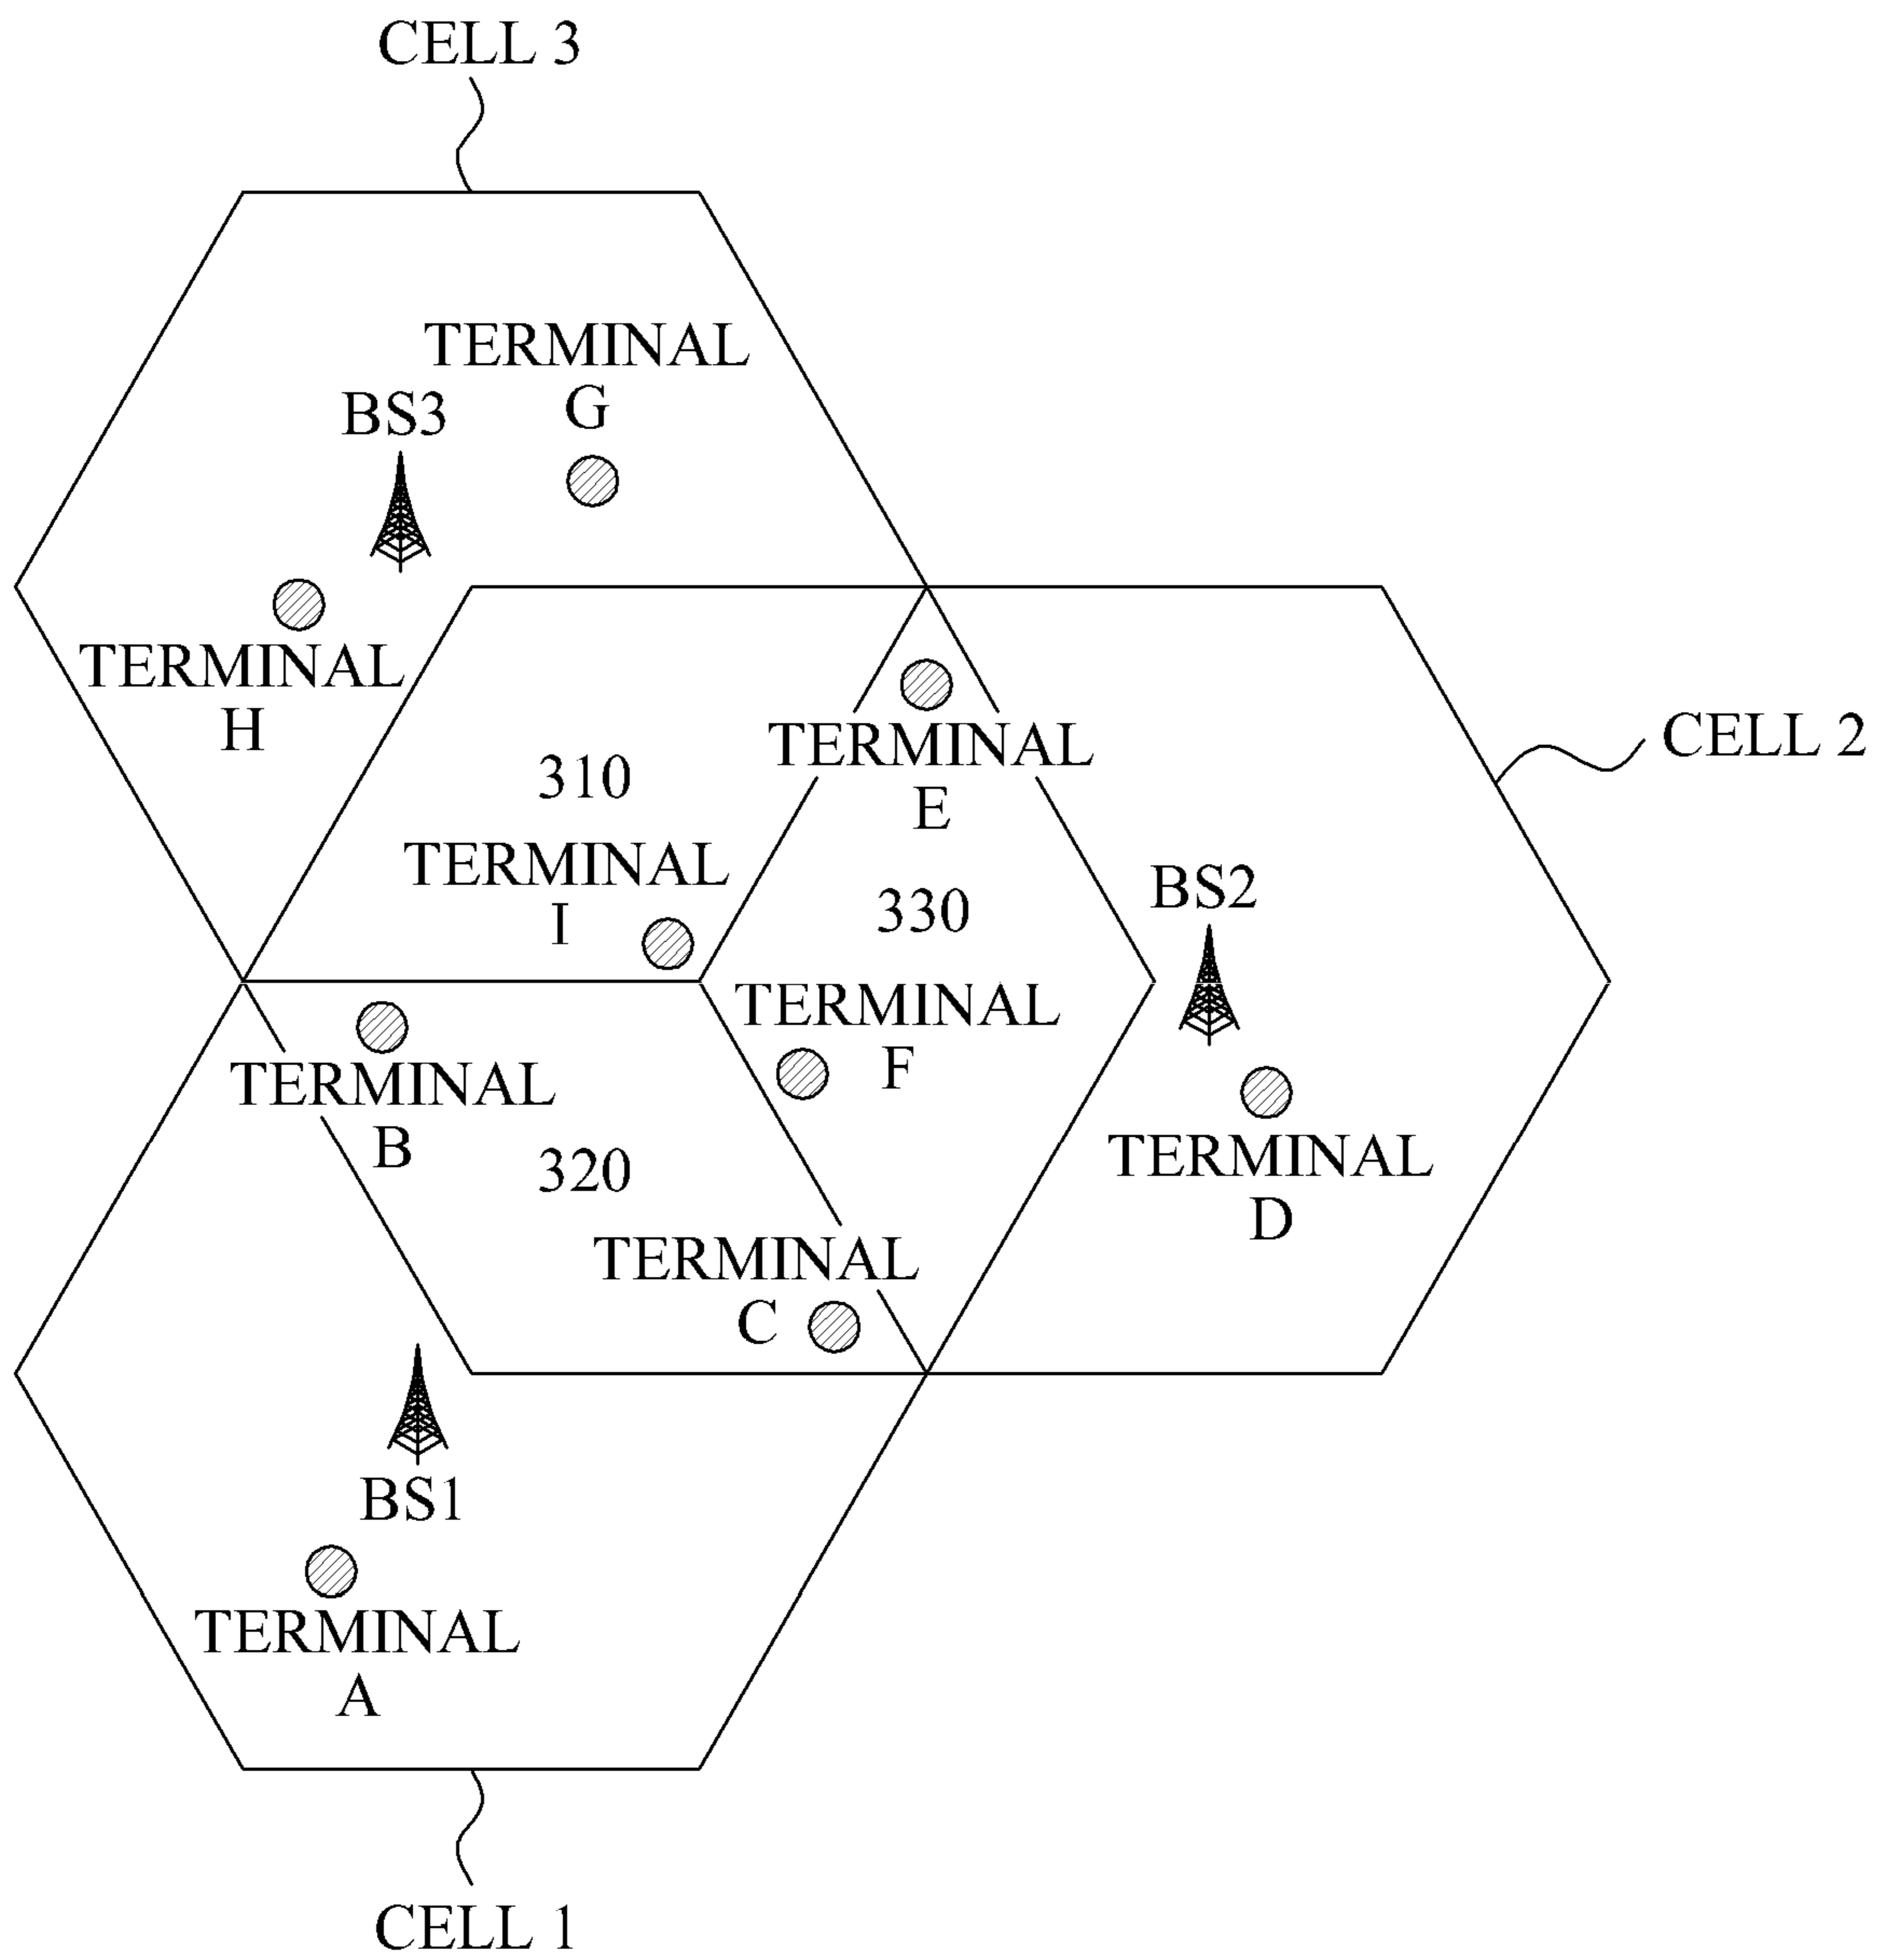 CELL 3
TERMINAL
G
BS3
TERMINAL
H
CELL 2
TERMINAL
E
310
TERMINAL
I
330
BS2
TERMINAL
F
TERMINAL
B
320
TERMINAL
D
TERMINAL
C
BS1
TERMINAL
A
CELL 1